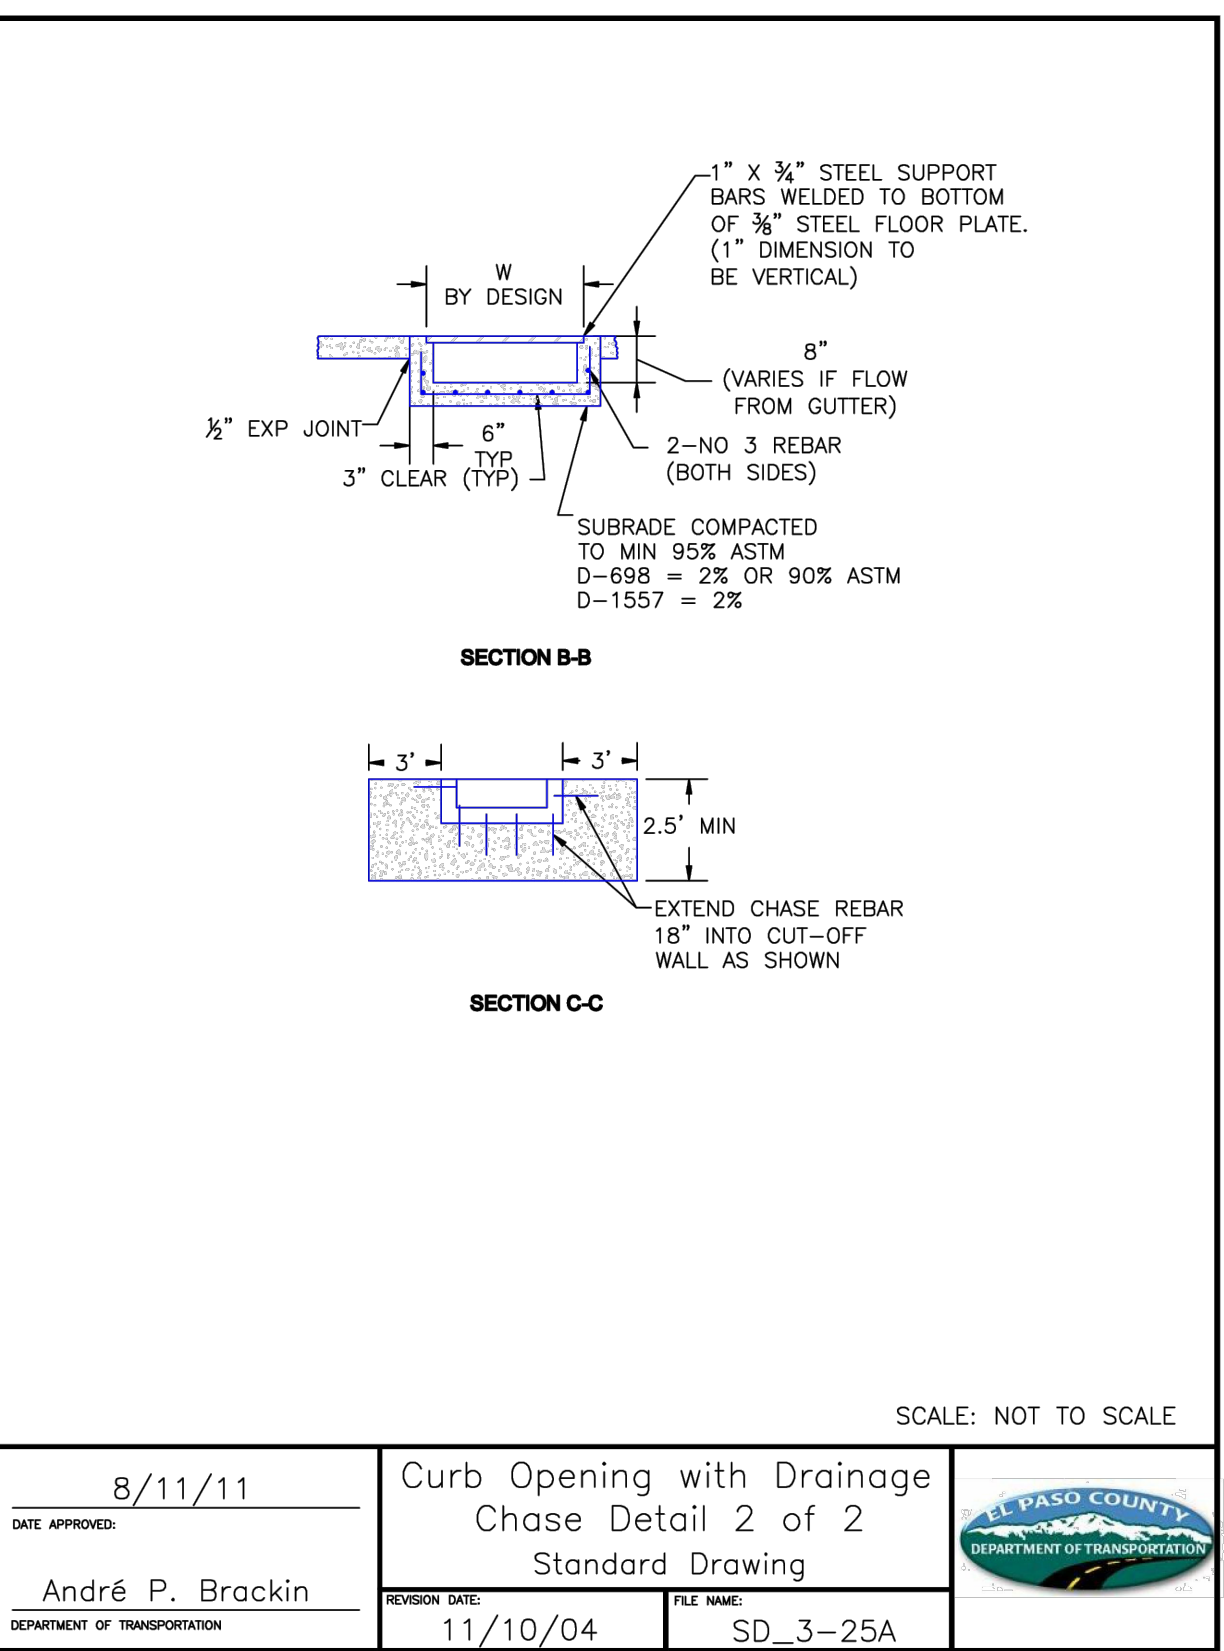 1" X ¾" STEEL SUPPORT
BARS WELDED TO BOTTOM
OF ⅜" STEEL FLOOR PLATE.
(1" DIMENSION TO
BE VERTICAL)
W
BY DESIGN
8"
(VARIES IF FLOW
FROM GUTTER)
½" EXP JOINT
6"
TYP
3" CLEAR (TYP)
2-NO 3 REBAR
(BOTH SIDES)
SUBRADE COMPACTED
TO MIN 95% ASTM
D-698 = 2% OR 90% ASTM
D-1557 = 2%
SECTION B-B
3'
3'
2.5' MIN
EXTEND CHASE REBAR
18" INTO CUT-OFF
WALL AS SHOWN
SECTION C-C
SCALE: NOT TO SCALE
8/11/11
DATE APPROVED:
André P. Brackin
DEPARTMENT OF TRANSPORTATION
Curb Opening with Drainage
Chase Detail 2 of 2
Standard Drawing
REVISION DATE:
11/10/04
FILE NAME:
SD_3-25A
EL PASO COUNTY
DEPARTMENT OF TRANSPORTATION